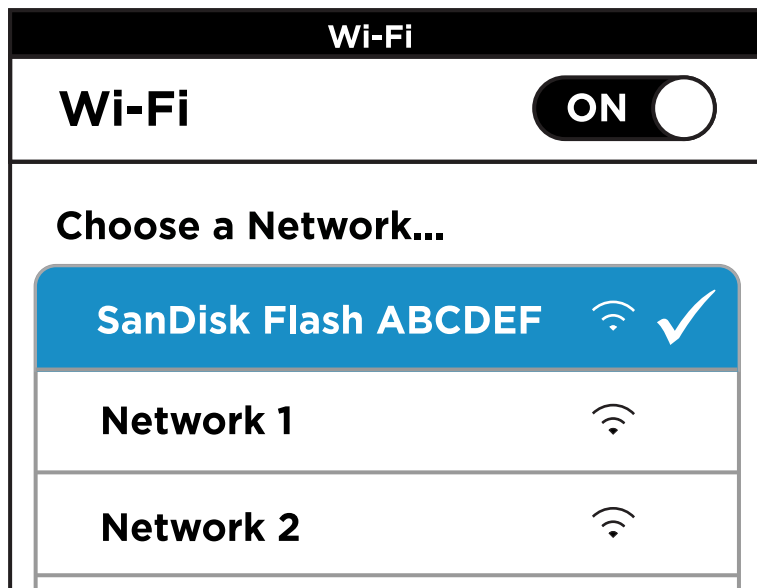 Wi-Fi
Wi-Fi ON
Choose a Network...
SanDisk Flash ABCDEF
Network 1
Network 2